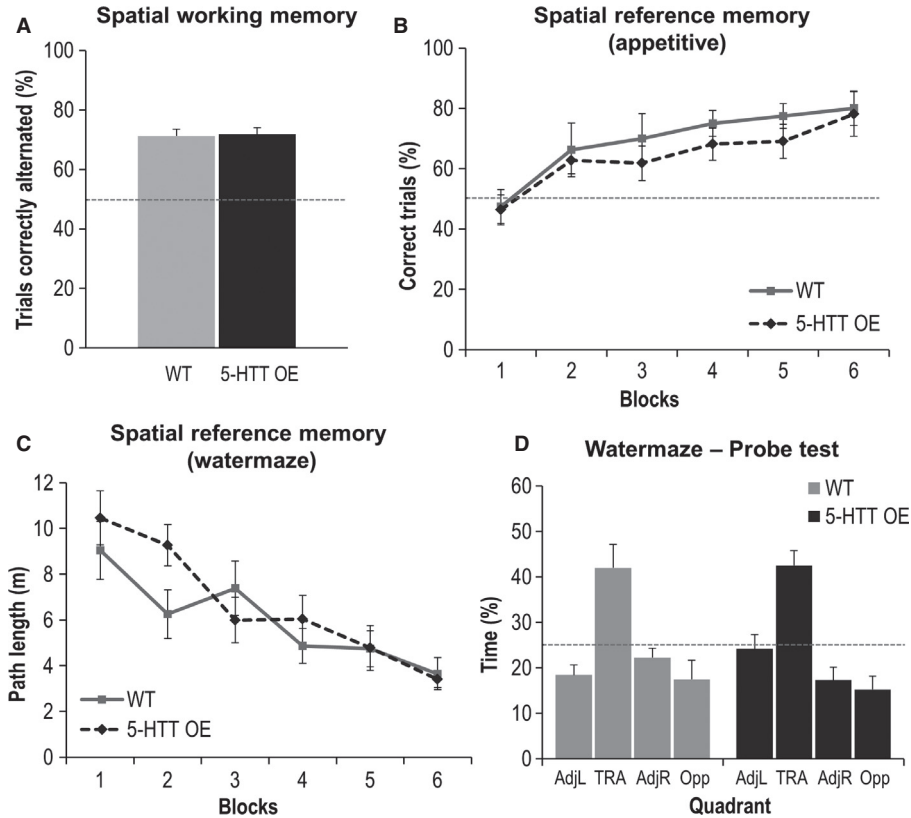 A
Spatial working memory
Trials correctly alternated (%)
100
80
60
40
20
0
WT
5-HTT OE
B
Spatial reference memory
(appetitive)
Correct trials (%)
100
80
60
40
20
0
WT
5-HTT OE
1 2 3 4 5 6
Blocks
C
Spatial reference memory
(watermaze)
Path length (m)
12
10
8
6
4
2
0
WT
5-HTT OE
1 2 3 4 5 6
Blocks
D
Watermaze – Probe test
Time (%)
60
50
40
30
20
10
0
WT
5-HTT OE
AdjL TRA AdjR Opp AdjL TRA AdjR Opp
Quadrant